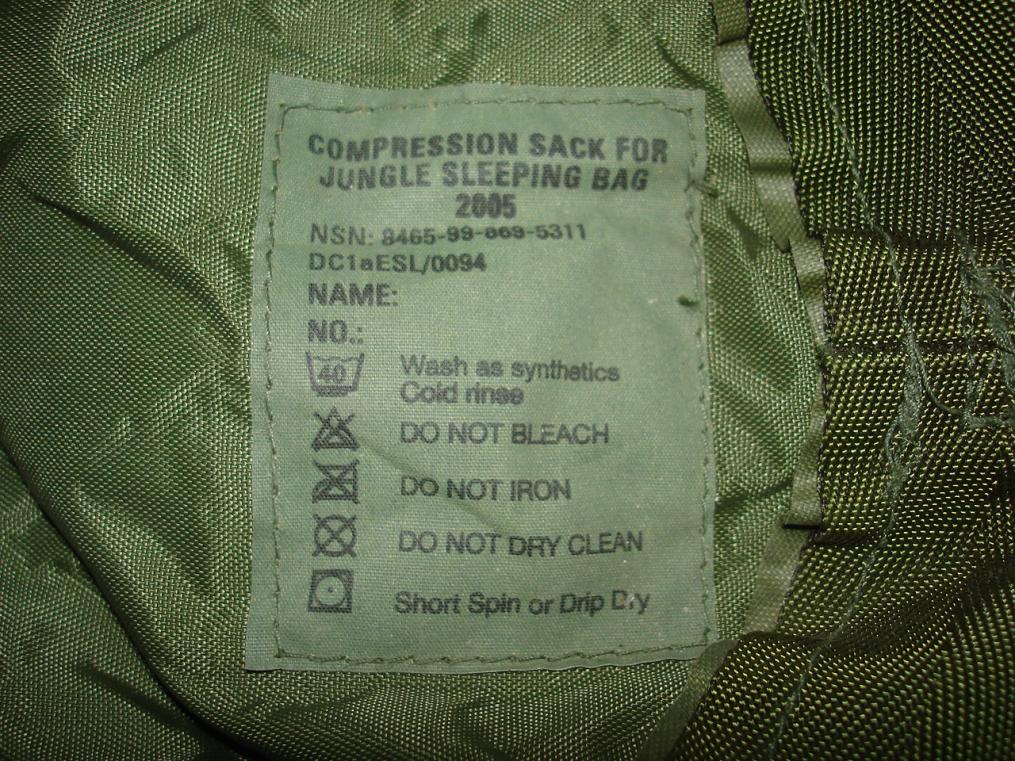 COMPRESSION SACK FOR
JUNGLE SLEEPING BAG
2005
NSN: 8465-99-869-5311
DC1aESL/0094
NAME:
NO.:
40 Wash as synthetics
Cold rinse
DO NOT BLEACH
DO NOT IRON
DO NOT DRY CLEAN
Short Spin or Drip Dry